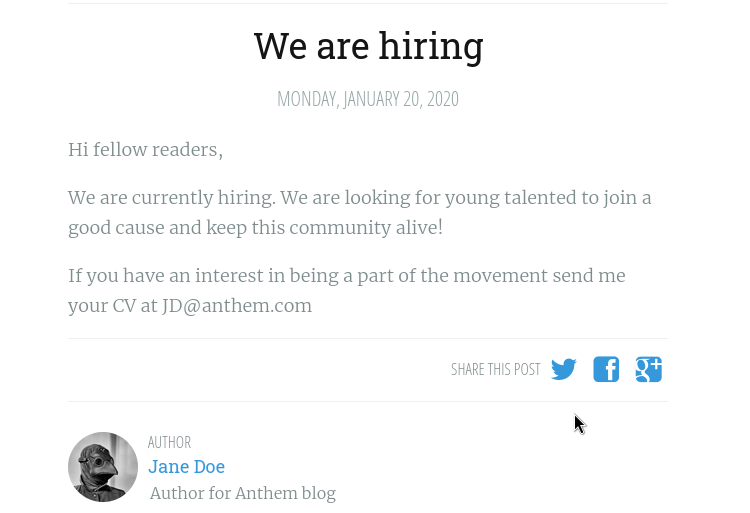 We are hiring
MONDAY, JANUARY 20, 2020
Hi fellow readers,
We are currently hiring. We are looking for young talented to join a
good cause and keep this community alive!
If you have an interest in being a part of the movement send me
your CV at JD@anthem.com
SHARE THIS POST
AUTHOR
Jane Doe
Author for Anthem blog